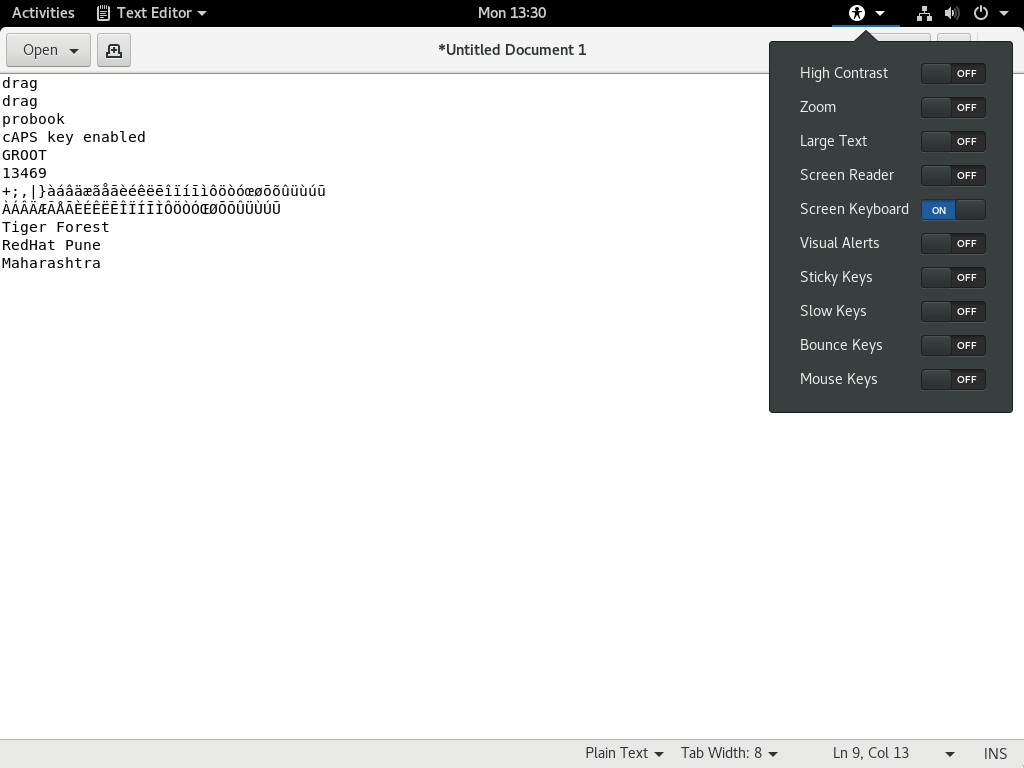 Activities Text Editor Mon 13:30
Open *Untitled Document 1
drag
drag
probook
cAPS key enabled
GROOT
13469
+;,|}àáâäæãåāèéêëēîïíīìôöòóœøōõûüùúū
ÀÁÂÄÆÃÅĀÈÉÊËĒÎÏÍĪÌÔÖÒÓŒØŌÕÛÜÙÚŪ
Tiger Forest
RedHat Pune
Maharashtra
High Contrast OFF
Zoom OFF
Large Text OFF
Screen Reader OFF
Screen Keyboard ON
Visual Alerts OFF
Sticky Keys OFF
Slow Keys OFF
Bounce Keys OFF
Mouse Keys OFF
Plain Text Tab Width: 8 Ln 9, Col 13 INS